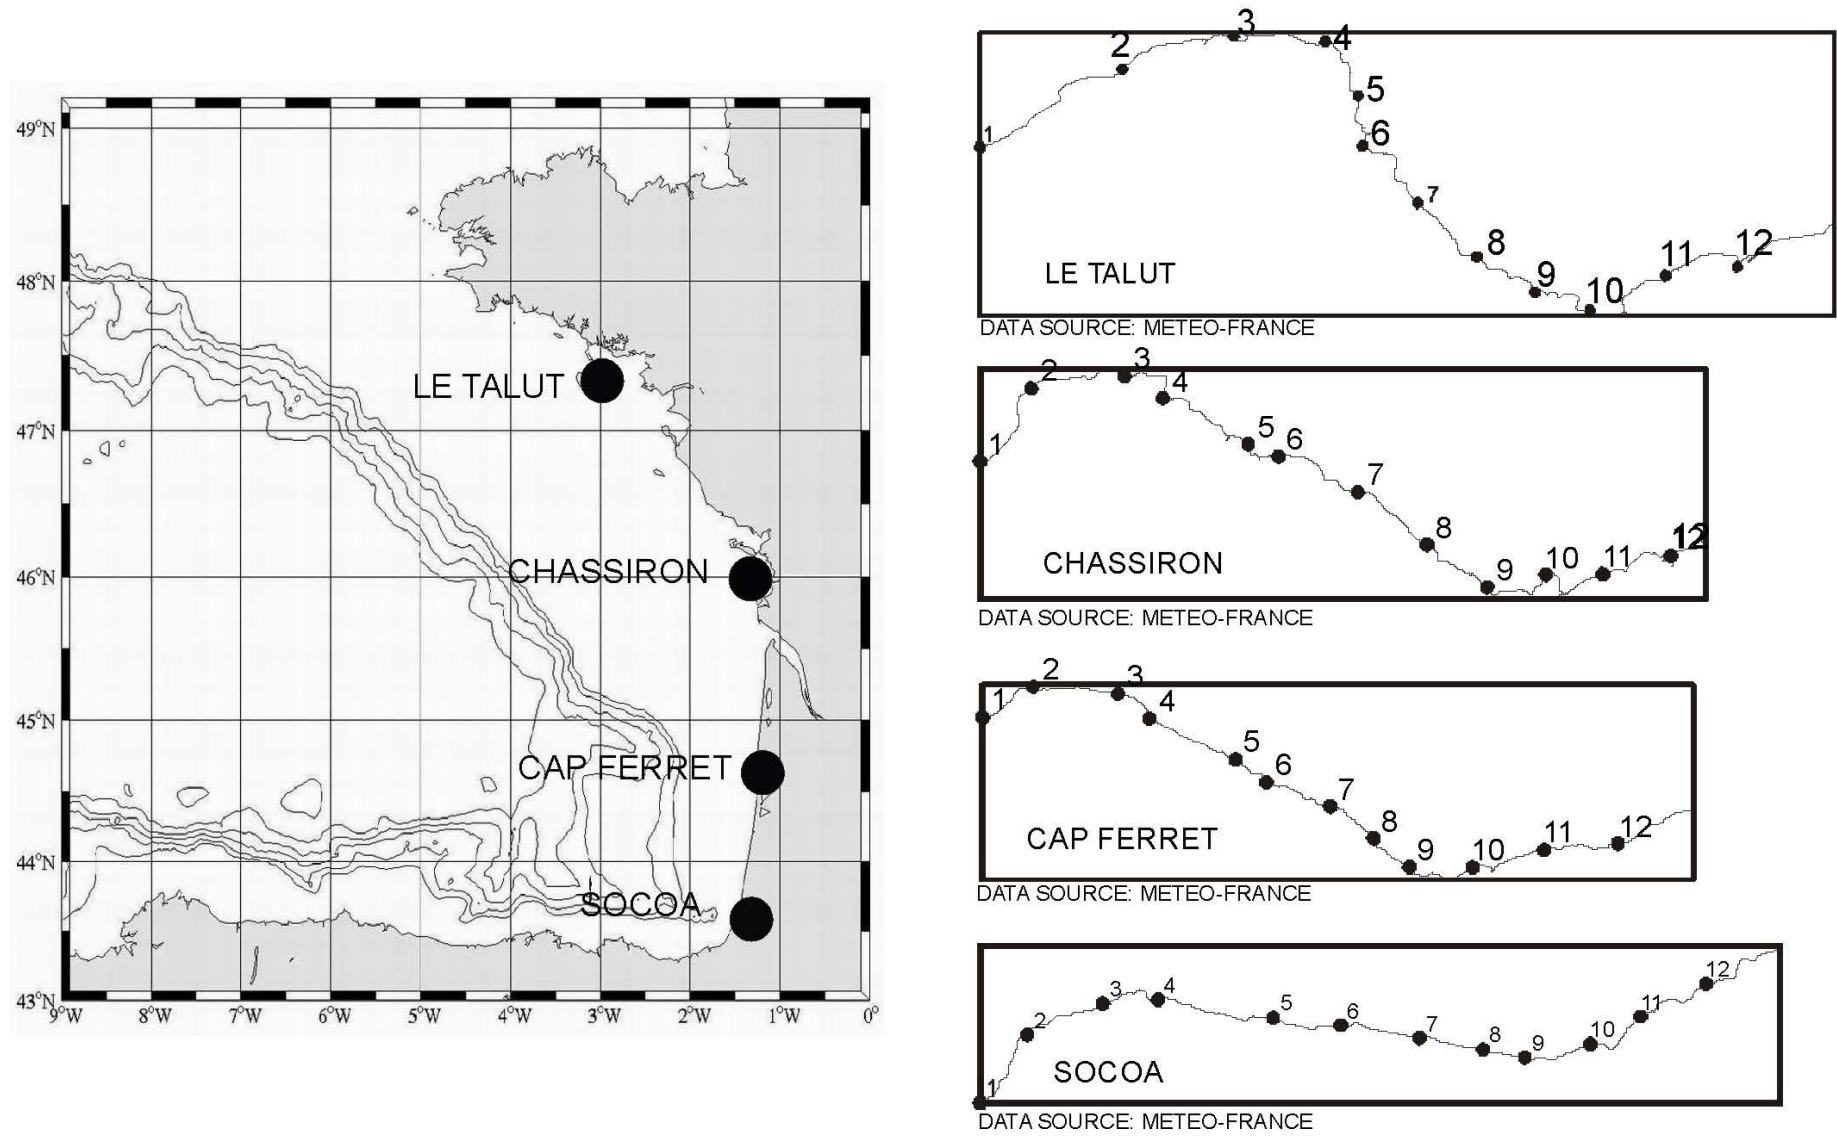 49°N
48°N
47°N
46°N
45°N
44°N
43°N
9°W 8°W 7°W 6°W 5°W 4°W 3°W 2°W 1°W 0°
LE TALUT
CHASSIRON
CAP FERRET
SOCOA
1 2 3 4 5 6 7 8 9 10 11 12
LE TALUT
DATA SOURCE: METEO-FRANCE
1 2 3 4 5 6 7 8 9 10 11 12
CHASSIRON
DATA SOURCE: METEO-FRANCE
1 2 3 4 5 6 7 8 9 10 11 12
CAP FERRET
DATA SOURCE: METEO-FRANCE
1 2 3 4 5 6 7 8 9 10 11 12
SOCOA
DATA SOURCE: METEO-FRANCE